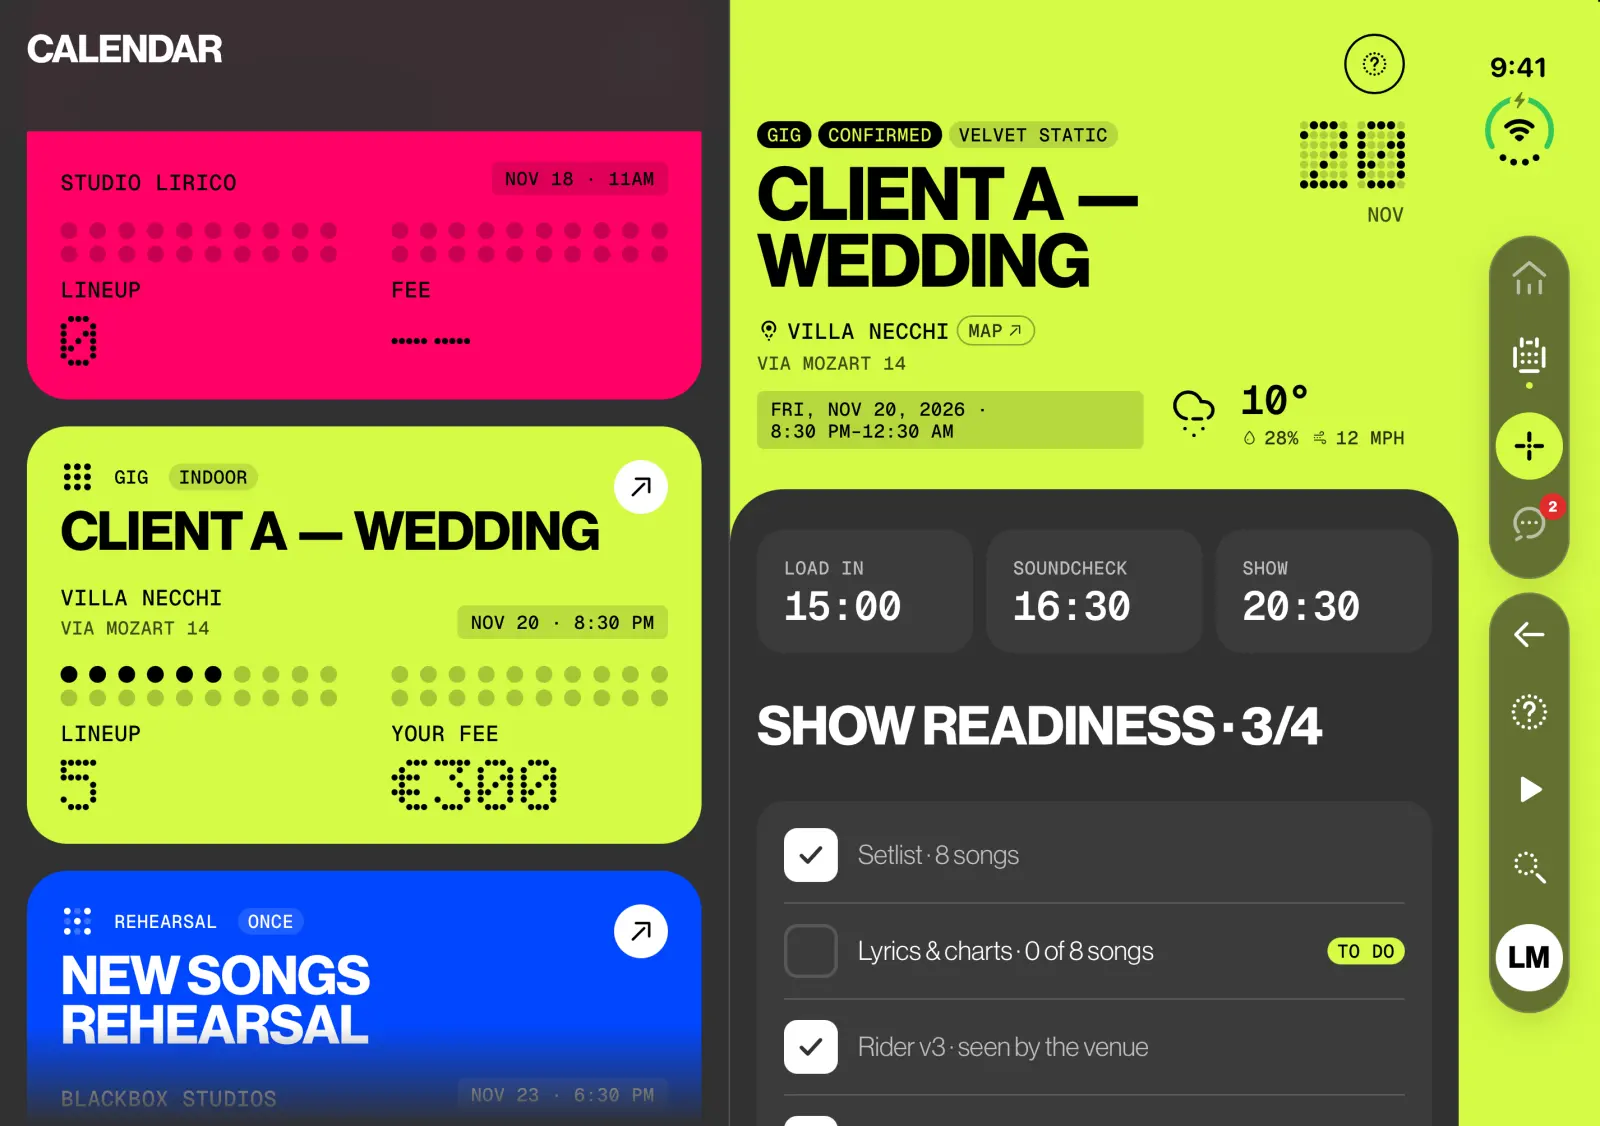 CALENDAR
STUDIO LIRICO
NOV 18 · 11AM
LINEUP
FEE
0
GIG
INDOOR
CLIENT A — WEDDING
VILLA NECCHI
VIA MOZART 14
NOV 20 · 8:30 PM
LINEUP
YOUR FEE
5
€300
REHEARSAL
ONCE
NEW SONGS
REHEARSAL
BLACKBOX STUDIOS
NOV 23 · 6:30 PM
GIG
CONFIRMED
VELVET STATIC
CLIENT A —
WEDDING
20
NOV
VILLA NECCHI
MAP
VIA MOZART 14
FRI, NOV 20, 2026 ·
8:30 PM–12:30 AM
10°
28%
12 MPH
LOAD IN
15:00
SOUNDCHECK
16:30
SHOW
20:30
SHOW READINESS · 3/4
Setlist · 8 songs
Lyrics & charts · 0 of 8 songs
TO DO
Rider v3 · seen by the venue
9:41
2
LM